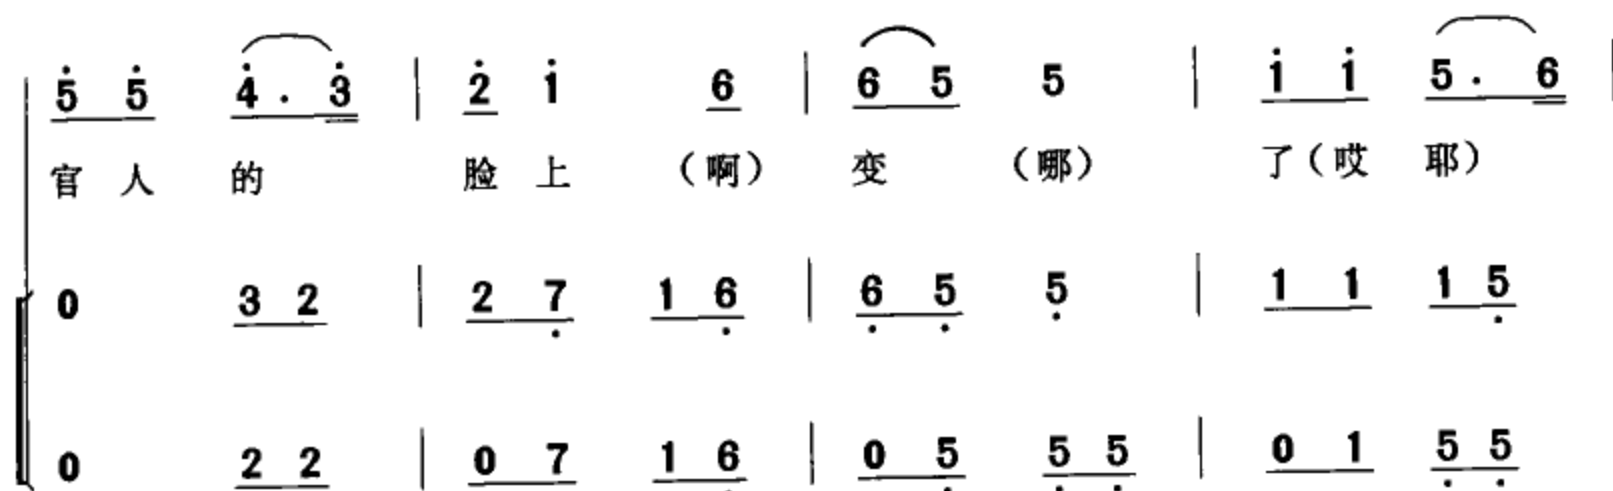 5 5 4 . 3 | 2 1 6 | 6 5 5 | 1 1 5 . 6 |
官 人 的 脸 上 （啊） 变 （哪） 了（哎 耶）
0 3 2 | 2 7 1 6 | 6 5 5 | 1 1 1 5
0 2 2 | 0 7 1 6 | 0 5 5 5 | 0 1 5 5